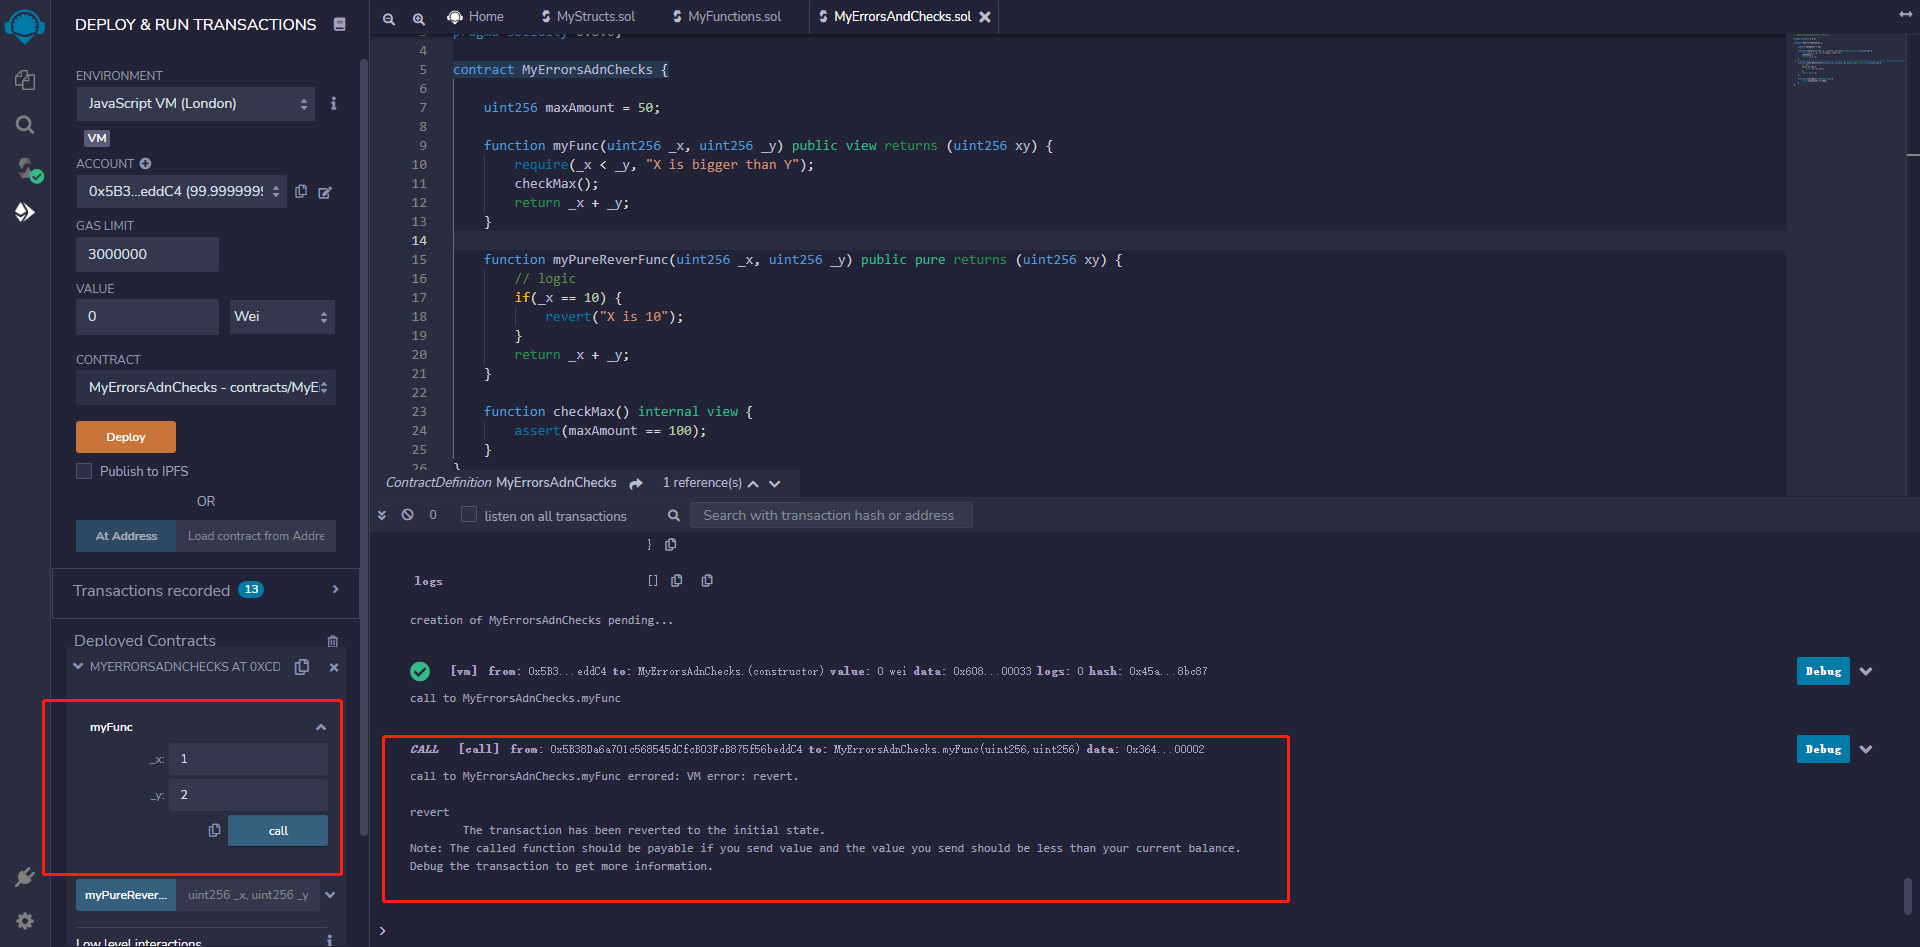 DEPLOY & RUN TRANSACTIONS
ENVIRONMENT
JavaScript VM (London)
VM
ACCOUNT
0x5B3...eddC4 (99.9999999
GAS LIMIT
3000000
VALUE
0
Wei
CONTRACT
MyErrorsAdnChecks - contracts/MyE
Deploy
Publish to IPFS
OR
At Address
Load contract from Addre
Transactions recorded 13
Deployed Contracts
MYERRORSADNCHECKS AT 0XCD
myFunc
_x:
1
_y:
2
call
myPureRever...
uint256 _x, uint256 _y
Low level interactions
Home
MyStructs.sol
MyFunctions.sol
MyErrorsAndChecks.sol
4
5 contract MyErrorsAdnChecks {
6
7 uint256 maxAmount = 50;
8
9 function myFunc(uint256 _x, uint256 _y) public view returns (uint256 xy) {
10 require(_x < _y, "X is bigger than Y");
11 checkMax();
12 return _x + _y;
13 }
14
15 function myPureReverFunc(uint256 _x, uint256 _y) public pure returns (uint256 xy) {
16 // logic
17 if(_x == 10) {
18 revert("X is 10");
19 }
20 return _x + _y;
21 }
22
23 function checkMax() internal view {
24 assert(maxAmount == 100);
25 }
26 }
ContractDefinition MyErrorsAdnChecks 1 reference(s)
0
listen on all transactions
Search with transaction hash or address
}
logs []
creation of MyErrorsAdnChecks pending...
[vm] from: 0x5B3...eddC4 to: MyErrorsAdnChecks.(constructor) value: 0 wei data: 0x608...00033 logs: 0 hash: 0x45a...8bc87
Debug
call to MyErrorsAdnChecks.myFunc
CALL [call] from: 0x5B38Da6a701c568545dCfcB03FcB875f56beddC4 to: MyErrorsAdnChecks.myFunc(uint256,uint256) data: 0x364...00002
Debug
call to MyErrorsAdnChecks.myFunc errored: VM error: revert.
revert
The transaction has been reverted to the initial state.
Note: The called function should be payable if you send value and the value you send should be less than your current balance.
Debug the transaction to get more information.
>